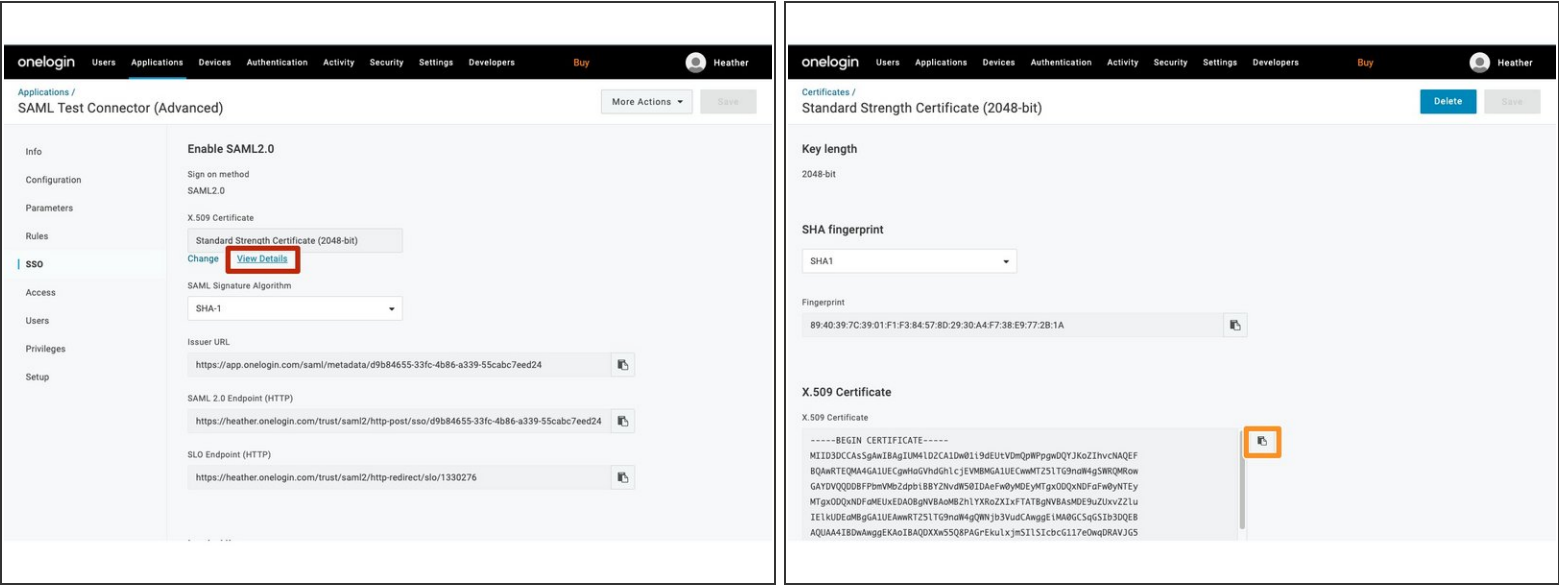 onelogin Users Applications Devices Authentication Activity Security Settings Developers Buy Heather
Applications /
SAML Test Connector (Advanced)
More Actions
Save
Info
Configuration
Parameters
Rules
SSO
Access
Users
Privileges
Setup
Enable SAML2.0
Sign on method
SAML2.0
X.509 Certificate
Standard Strength Certificate (2048-bit)
Change View Details
SAML Signature Algorithm
SHA-1
Issuer URL
https://app.onelogin.com/saml/metadata/d9b84655-33fc-4b86-a339-55cabc7eed24
SAML 2.0 Endpoint (HTTP)
https://heather.onelogin.com/trust/saml2/http-post/sso/d9b84655-33fc-4b86-a339-55cabc7eed24
SLO Endpoint (HTTP)
https://heather.onelogin.com/trust/saml2/http-redirect/slo/1330276
onelogin Users Applications Devices Authentication Activity Security Settings Developers Buy Heather
Certificates /
Standard Strength Certificate (2048-bit)
Delete
Save
Key length
2048-bit
SHA fingerprint
SHA1
Fingerprint
89:40:39:7C:39:01:F1:F3:84:57:8D:29:30:A4:F7:38:E9:77:2B:1A
X.509 Certificate
X.509 Certificate
-----BEGIN CERTIFICATE-----